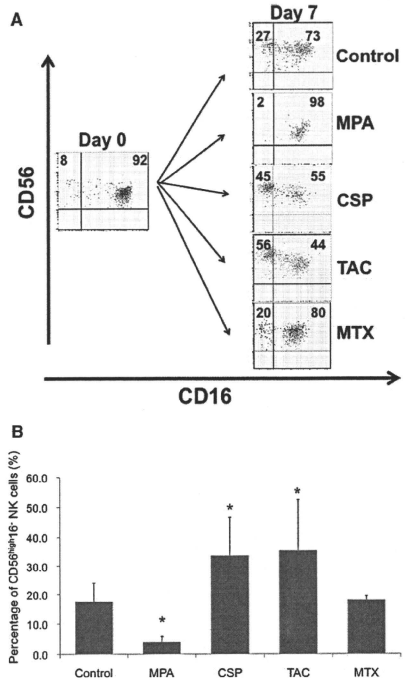 A
Day 7
27 73
Control
2 98
MPA
Day 0
8 92
45 55
CSP
56 44
TAC
20 80
MTX
CD56
CD16
B
Percentage of CD56ʰⁱᵍʰ16⁻ NK cells (%)
60.0
50.0
40.0
30.0
20.0
10.0
0.0
*
*
*
Control MPA CSP TAC MTX